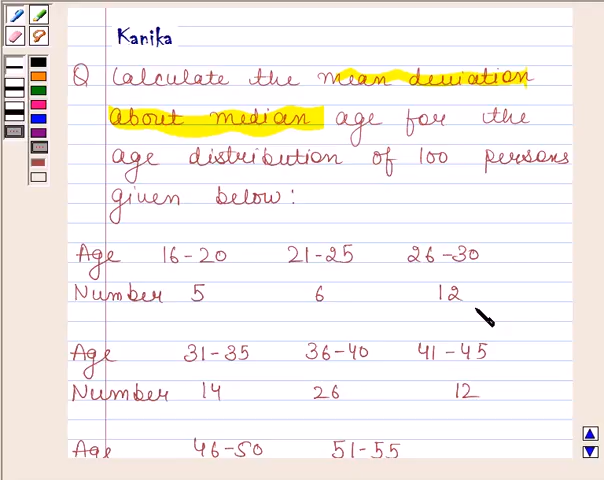 Kanika
Q Calculate the mean deviation
about median age for the
age distribution of 100 persons
given below:
Age 16-20 21-25 26-30
Number 5 6 12
Age 31-35 36-40 41-45
Number 14 26 12
Age 46-50 51-55